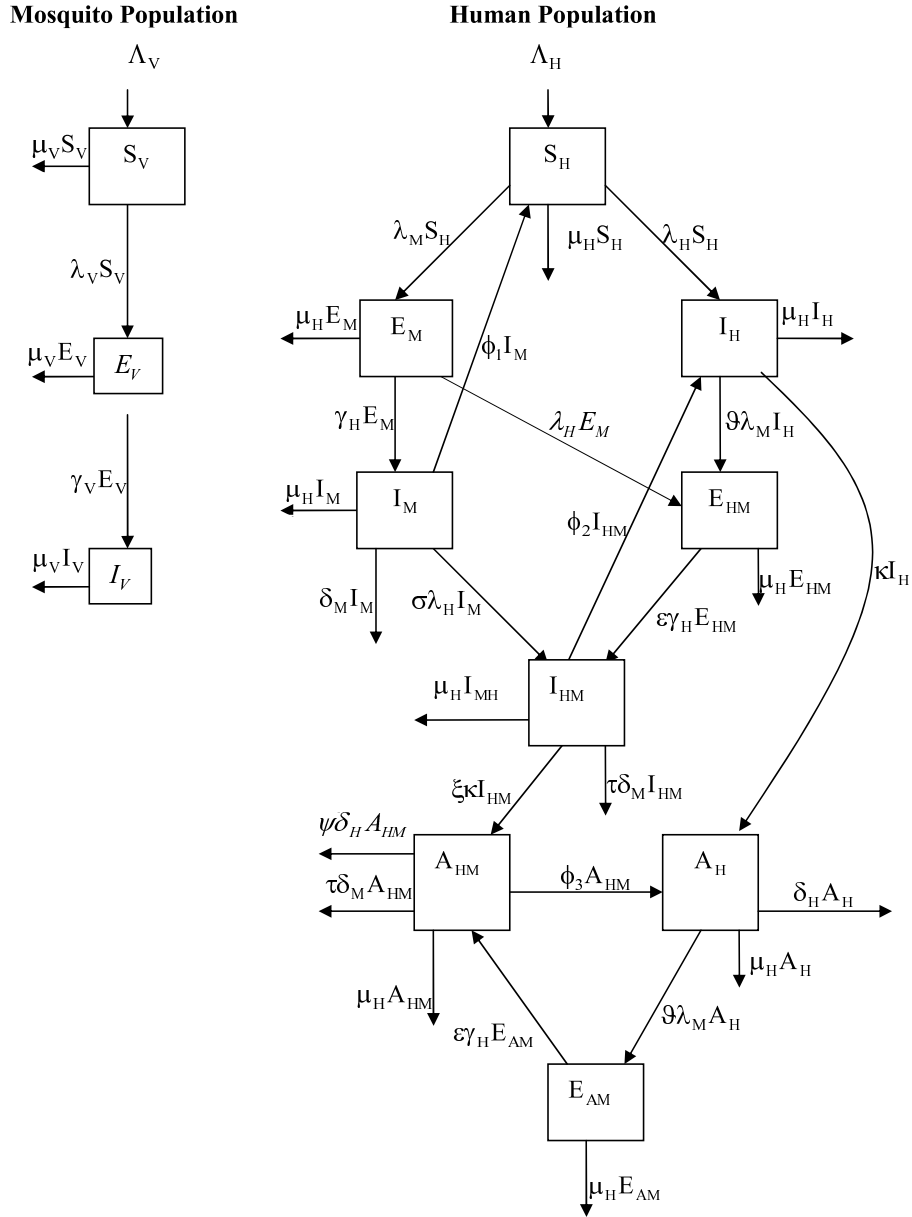 Mosquito Population
Human Population
Λ_V
Λ_H
μ_V S_V
S_V
S_H
λ_M S_H
μ_H S_H
λ_H S_H
λ_V S_V
μ_H E_M
E_M
I_H
μ_H I_H
μ_V E_V
E_V
φ_1 I_M
γ_H E_M
λ_H E_M
ϑλ_M I_H
γ_V E_V
μ_H I_M
I_M
E_HM
φ_2 I_HM
μ_V I_V
I_V
δ_M I_M
σλ_H I_M
μ_H E_HM
κI_H
εγ_H E_HM
μ_H I_MH
I_HM
ξκI_HM
τδ_M I_HM
ψδ_H A_HM
A_HM
A_H
τδ_M A_HM
φ_3 A_HM
δ_H A_H
μ_H A_HM
μ_H A_H
εγ_H E_AM
ϑλ_M A_H
E_AM
μ_H E_AM